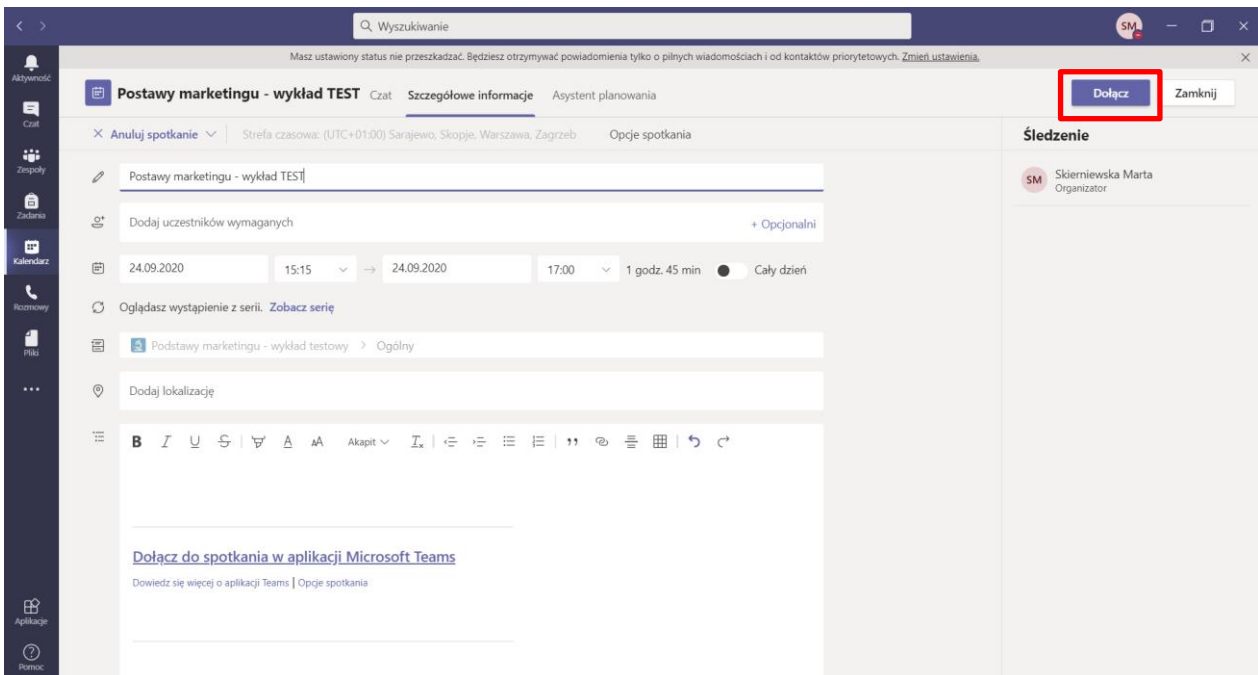 Wyszukiwanie
SM
Masz ustawiony status nie przeszkadzać. Będziesz otrzymywać powiadomienia tylko o pilnych wiadomościach i od kontaktów priorytetowych. Zmień ustawienia.
Aktywność
Czat
Zespoły
Zadania
Kalendarz
Rozmowy
Pliki
Aplikacje
Pomoc
Postawy marketingu - wykład TEST Czat Szczegółowe informacje Asystent planowania
Dołącz Zamknij
Anuluj spotkanie Strefa czasowa: (UTC+01:00) Sarajewo, Skopje, Warszawa, Zagrzeb Opcje spotkania
Postawy marketingu - wykład TEST
Dodaj uczestników wymaganych + Opcjonalni
24.09.2020 15:15 → 24.09.2020 17:00 1 godz. 45 min Cały dzień
Oglądasz wystąpienie z serii. Zobacz serię
Podstawy marketingu - wykład testowy > Ogólny
Dodaj lokalizację
B I U S A AA Akapit Tx
Dołącz do spotkania w aplikacji Microsoft Teams
Dowiedz się więcej o aplikacji Teams | Opcje spotkania
Śledzenie
SM Skierniewska Marta
Organizator